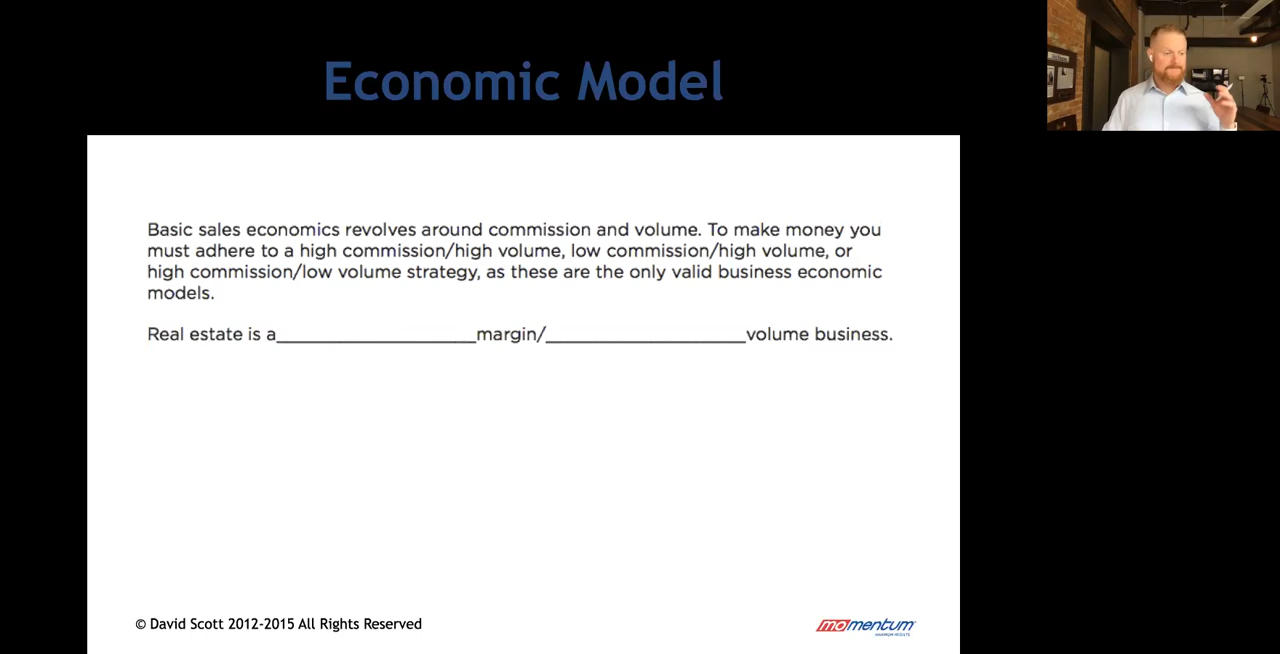 Economic Model
Basic sales economics revolves around commission and volume. To make money you
must adhere to a high commission/high volume, low commission/high volume, or
high commission/low volume strategy, as these are the only valid business economic
models.
Real estate is a____________________margin/____________________volume business.
© David Scott 2012-2015 All Rights Reserved
momentum
MAXIMUM RESULTS